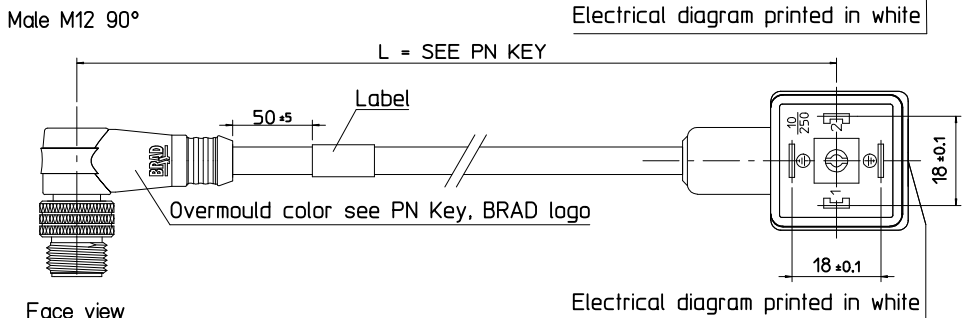 Male M12 90°
Electrical diagram printed in white
L = SEE PN KEY
Label
50 ±5
BRAD
10
250
2
1
18 ±0.1
Overmould color see PN Key, BRAD logo
18 ±0.1
Electrical diagram printed in white
Face view